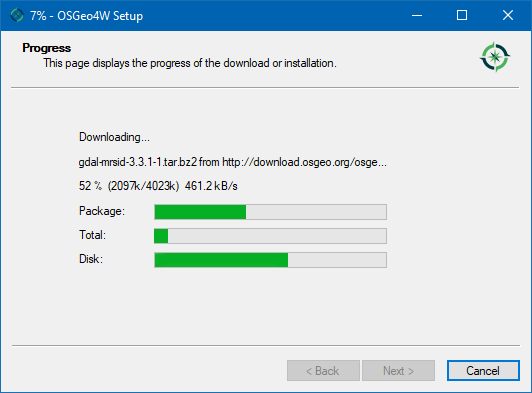 7% - OSGeo4W Setup
Progress
This page displays the progress of the download or installation.
Downloading...
gdal-mrsid-3.3.1-1.tar.bz2 from http://download.osgeo.org/osge...
52 % (2097k/4023k) 461.2 kB/s
Package:
Total:
Disk:
< Back Next > Cancel